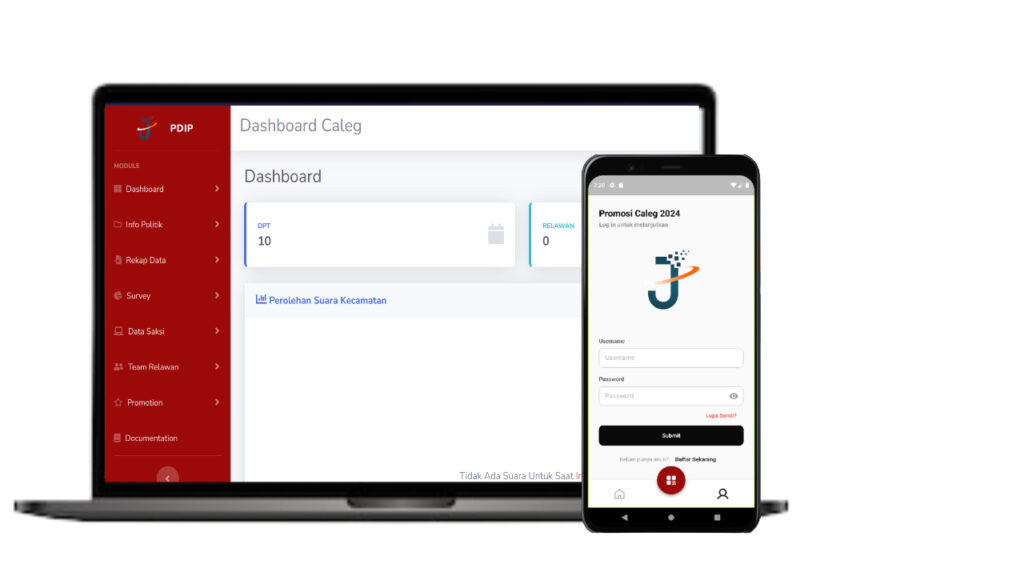 PDIP
MODULE
Dashboard
Info Politik
Rekap Data
Survey
Data Saksi
Team Relawan
Promotion
Documentation
Dashboard Caleg
Dashboard
DPT
10
RELAWAN
0
Perolehan Suara Kecamatan
Tidak Ada Suara Untuk Saat In
7:20
Promosi Caleg 2024
Log in untuk melanjutkan
Username
Username
Password
Password
Lupa Sandi?
Submit
Belum punya akun? Daftar Sekarang